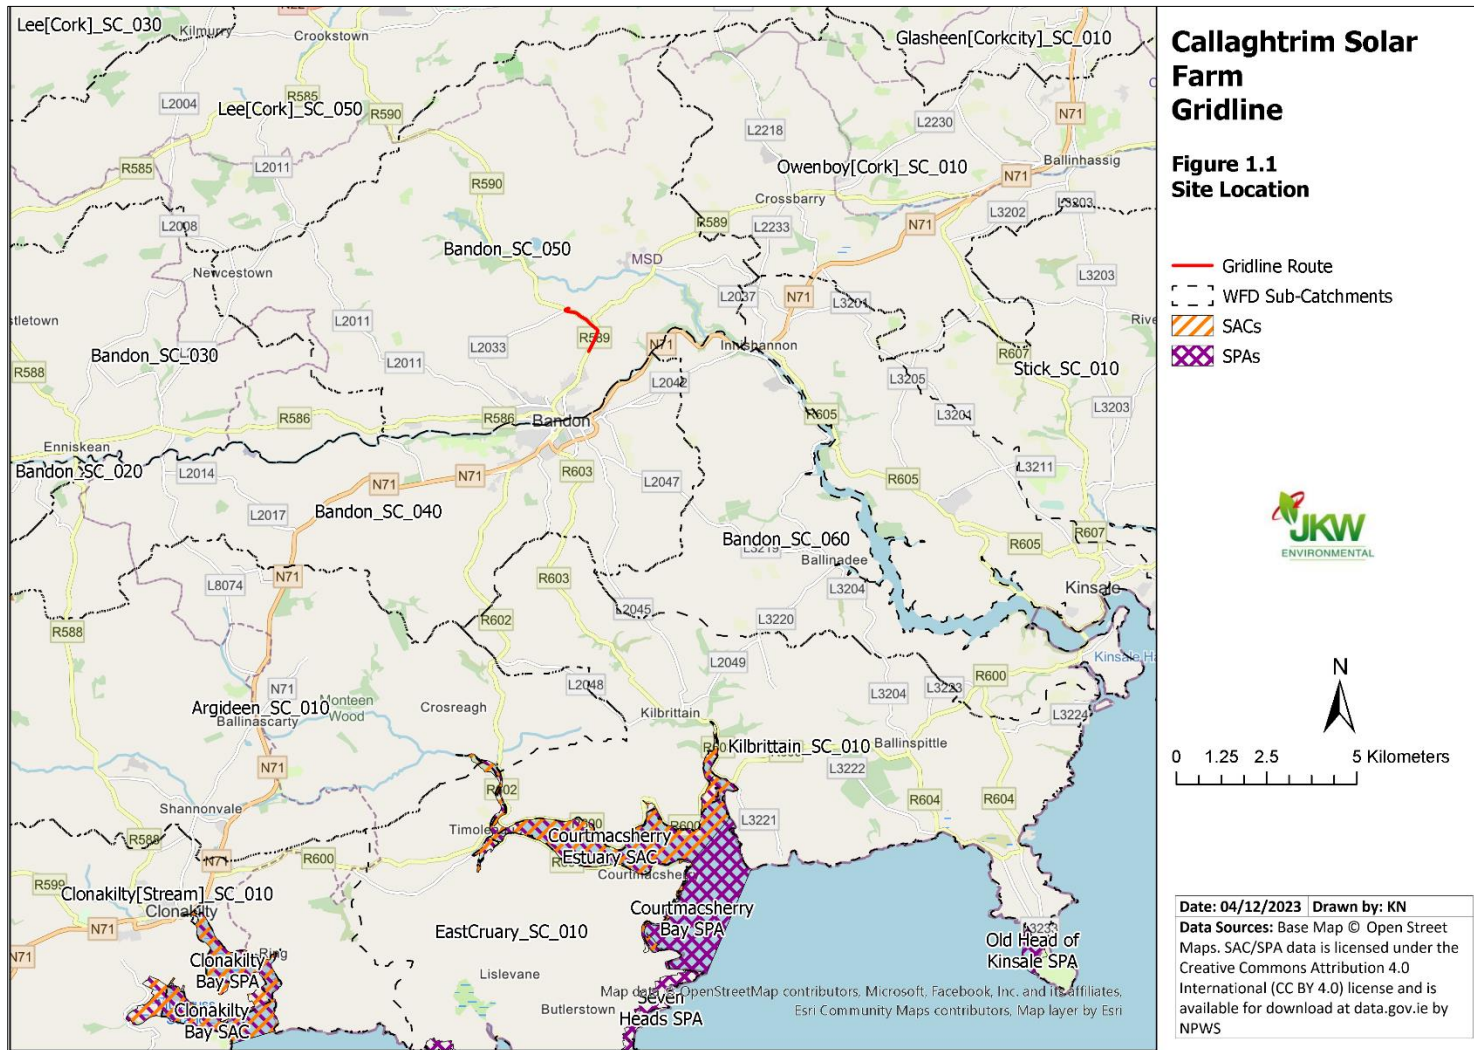 N22
Lee[Cork]_SC_030
Kilmurry
Crookstown
Glasheen[Corkcity]_SC_010
L2004
R585
Lee[Cork]_SC_050
R590
L2218
L2230
N71
R585
L2011
Owenboy[Cork]_SC_010
Ballinhassig
R590
N71
Crossbarry
L3202
L3203
L2008
R589
L2233
N71
Bandon_SC_050
MSD
Newcestown
L3203
L2037
N71
L3201
stletown
L2011
Bandon_SC_030
L2033
R589
N71
Innishannon
L2011
R607
Stick_SC_010
R588
L2042
L3205
R586
R586
Bandon
R605
L3201
L3203
Enniskean
Bandon_SC_020
L2014
N71
N71
R603
L2047
R605
L3211
L2017
Bandon_SC_040
Bandon_SC_060
L3219
R605
R607
Ballinadee
L8074
N71
R603
L3204
Kinsale
R588
R602
L2045
L3220
Kinsale Ha
L2049
R600
N71
L2048
L3204
L3223
Argideen_SC_010
Monteen
Wood
Crosreagh
Ballinascarty
Kilbrittain
L3224
Kilbrittain_SC_010
Ballinspittle
N71
L3222
Shannonvale
R604
R604
R588
L3221
R600
Courtmacsherry
Estuary SAC
N71
R600
R599
Courtmacsherry
Clonakilty[Stream]_SC_010
Clonakilty
Courtmacsherry
Bay SPA
N71
EastCruary_SC_010
Ring
Old Head of
Kinsale SPA
N71
Clonakilty
Bay SPA
Lislevane
Clonakilty
Bay SAC
Butlerstown
Seven
Heads SPA
Map data © OpenStreetMap contributors, Microsoft, Facebook, Inc. and its affiliates,
Esri Community Maps contributors, Map layer by Esri
Callaghtrim Solar
Farm
Gridline
Figure 1.1
Site Location
Gridline Route
WFD Sub-Catchments
SACs
SPAs
JKW
ENVIRONMENTAL
N
0 1.25 2.5 5 Kilometers
Date: 04/12/2023 Drawn by: KN
Data Sources: Base Map © Open Street
Maps. SAC/SPA data is licensed under the
Creative Commons Attribution 4.0
International (CC BY 4.0) license and is
available for download at data.gov.ie by
NPWS